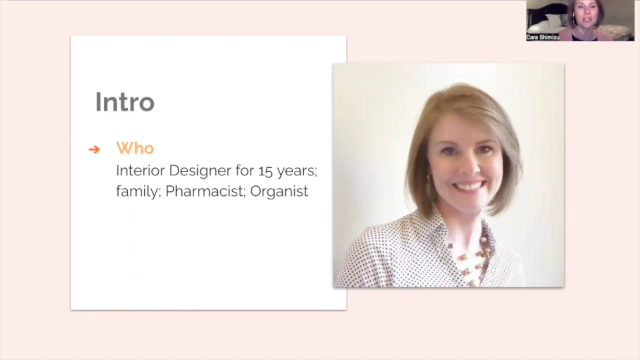 Cara Shimizu
Intro
➔ Who
Interior Designer for 15 years;
family; Pharmacist; Organist